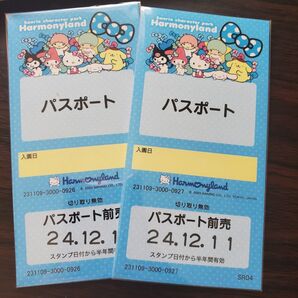 Sanrio character park
Harmonyland
パスポート
入園日
Harmonyland
231109-3000-0926
切り取り無効
パスポート前売
24.12.11
スタンプ日付から半年間有効
231109-3000-0926
Sanrio character park
Harmonyland
パスポート
入園日
Harmonyland
231109-3000-0927
切り取り無効
パスポート前売
24.12.11
スタンプ日付から半年間有効
231109-3000-0927
SR04